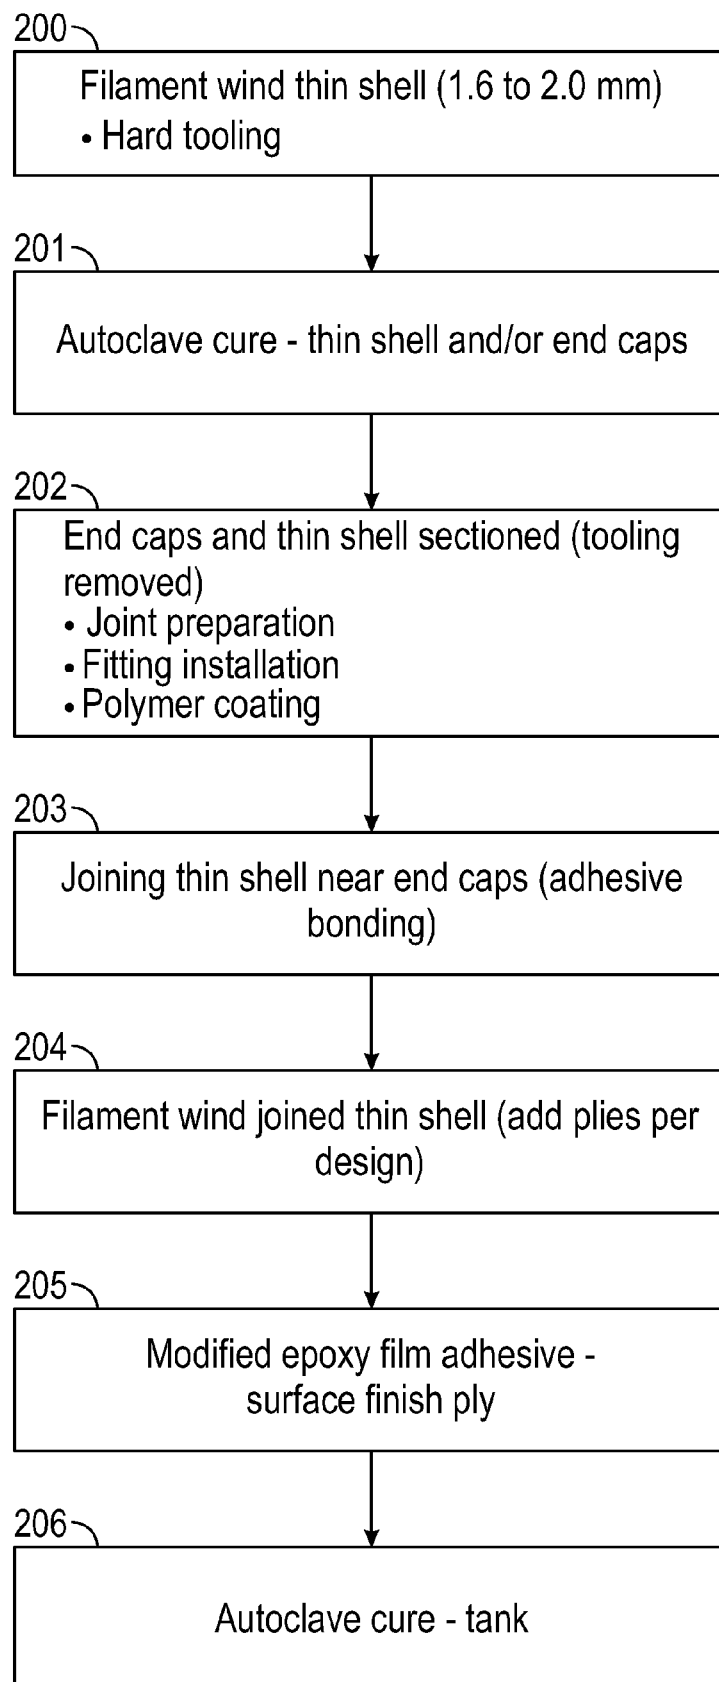 200
Filament wind thin shell (1.6 to 2.0 mm)
• Hard tooling
201
Autoclave cure - thin shell and/or end caps
202
End caps and thin shell sectioned (tooling
removed)
• Joint preparation
• Fitting installation
• Polymer coating
203
Joining thin shell near end caps (adhesive
bonding)
204
Filament wind joined thin shell (add plies per
design)
205
Modified epoxy film adhesive -
surface finish ply
206
Autoclave cure - tank